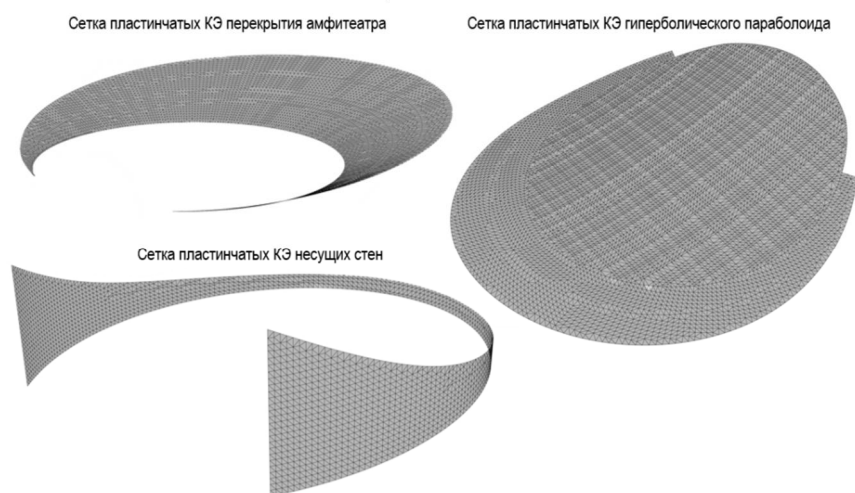 Сетка пластинчатых КЭ перекрытия амфитеатра
Сетка пластинчатых КЭ гиперболического параболоида
Сетка пластинчатых КЭ несущих стен